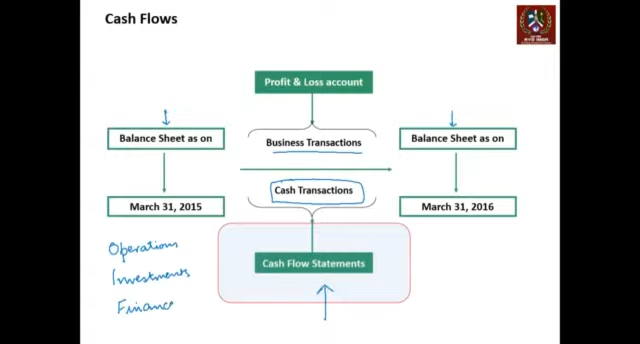 Cash Flows
Profit & Loss account
Balance Sheet as on
Business Transactions
Balance Sheet as on
Cash Transactions
March 31, 2015
March 31, 2016
Operations
Cash Flow Statements
Investments
Financ